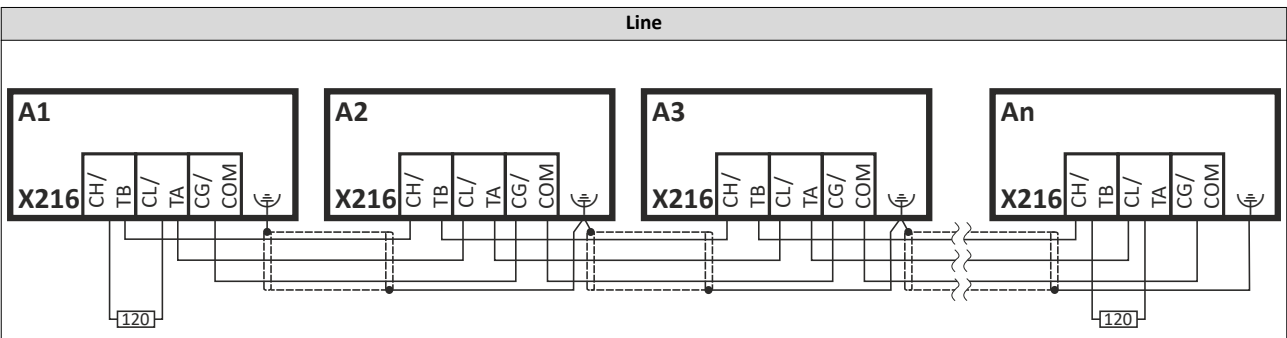 Line
A1
X216
CH/
TB
CL/
TA
CG/
COM
120
A2
X216
CH/
TB
CL/
TA
CG/
COM
A3
X216
CH/
TB
CL/
TA
CG/
COM
An
X216
CH/
TB
CL/
TA
CG/
COM
120